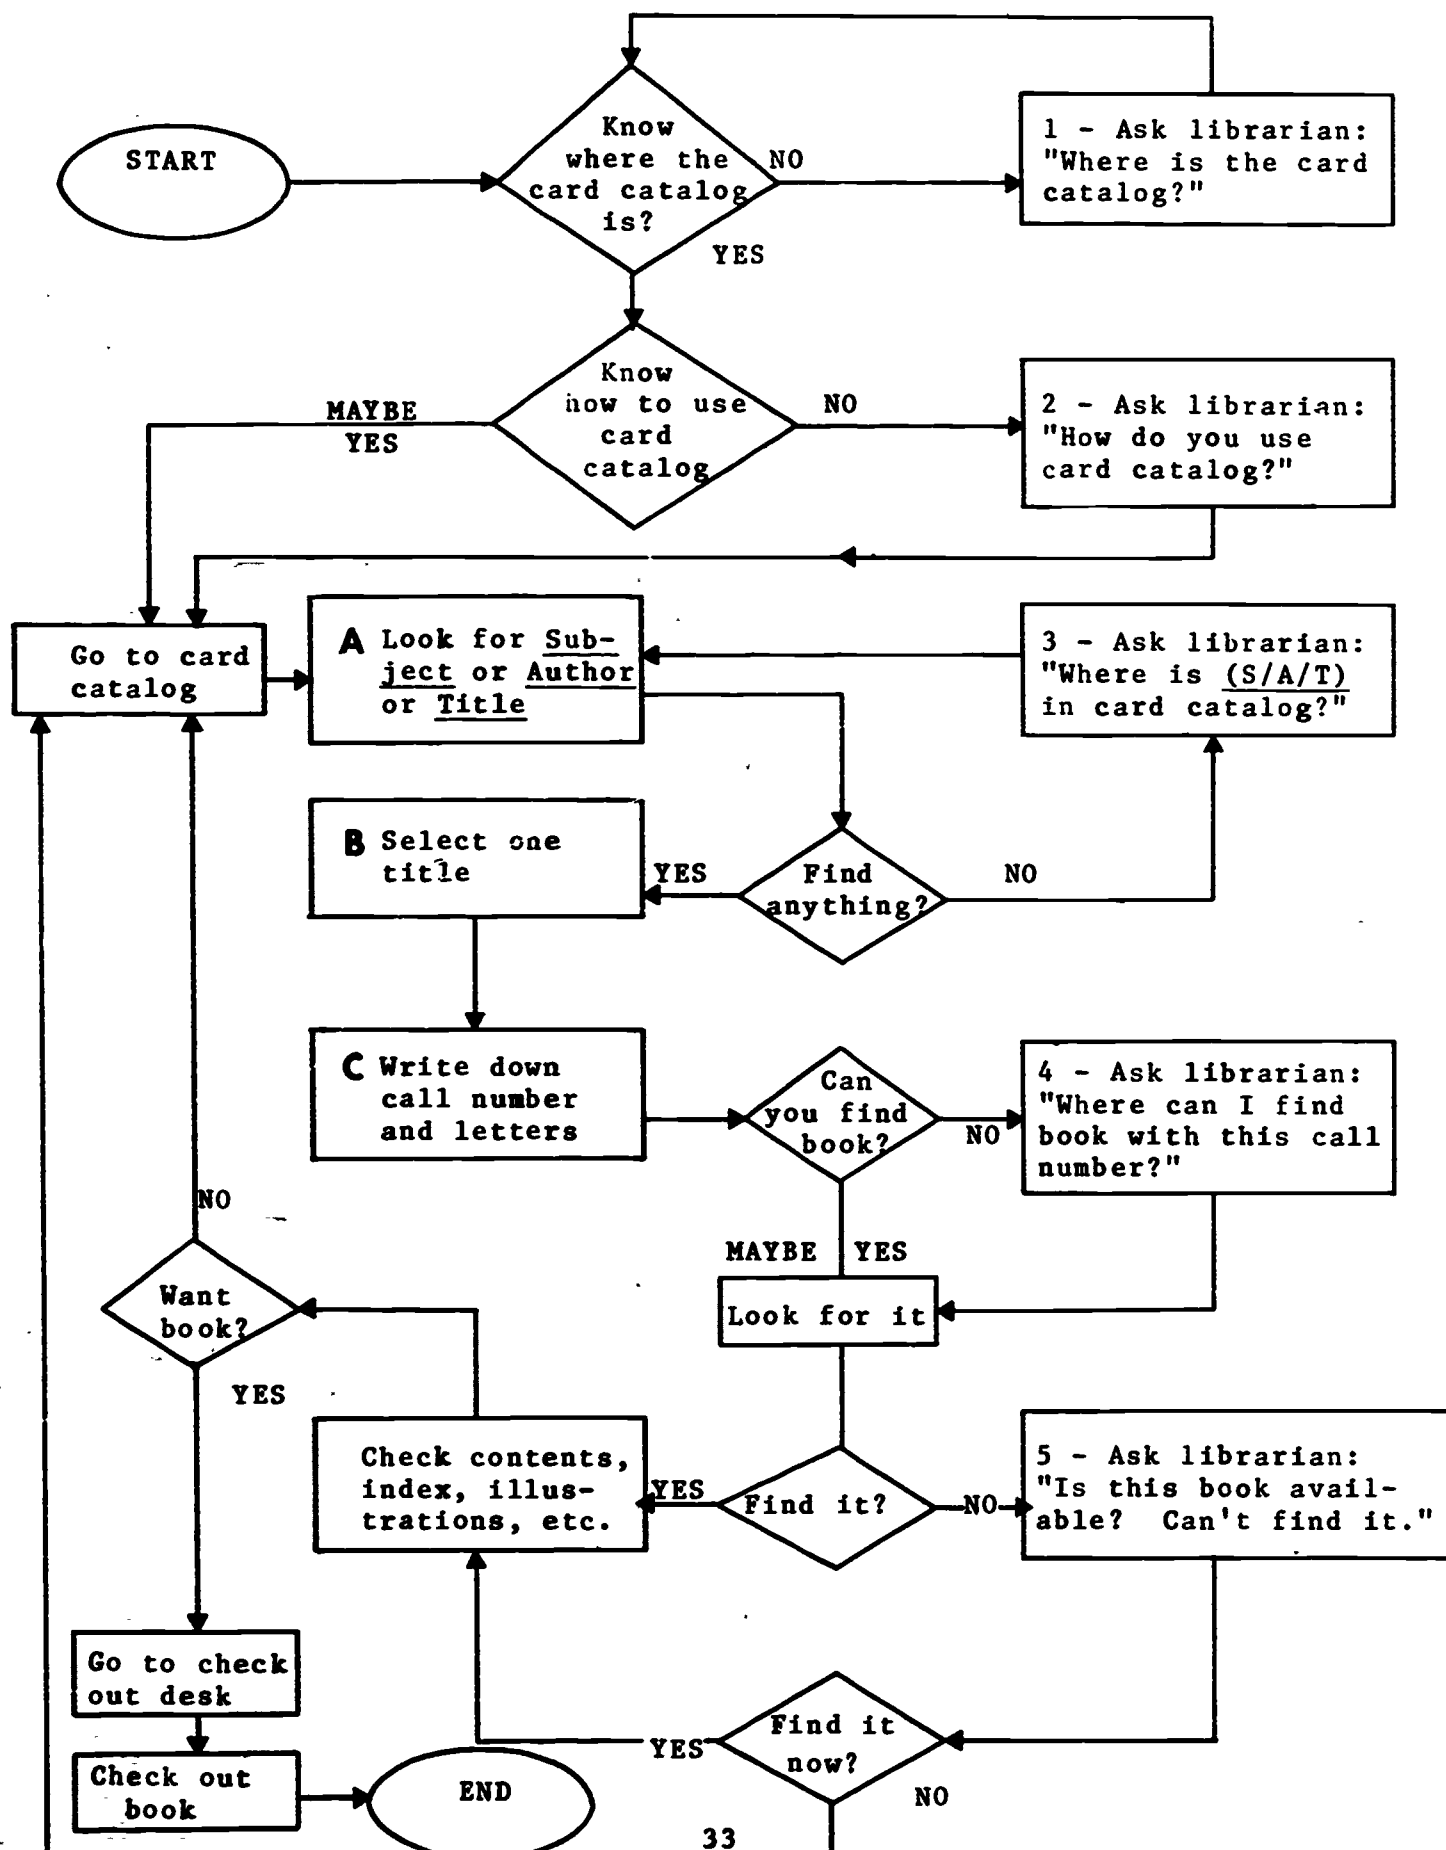 START
Know
where the
card catalog
is?
NO
YES
1 - Ask librarian:
"Where is the card
catalog?"
Know
how to use
card
catalog
MAYBE
YES
NO
2 - Ask librarian:
"How do you use
card catalog?"
Go to card
catalog
A Look for Sub-
ject or Author
or Title
3 - Ask librarian:
"Where is (S/A/T)
in card catalog?"
B Select one
title
YES
Find
anything?
NO
C Write down
call number
and letters
Can
you find
book?
NO
4 - Ask librarian:
"Where can I find
book with this call
number?"
MAYBE YES
Look for it
NO
Want
book?
YES
Check contents,
index, illus-
trations, etc.
YES
Find it?
NO
5 - Ask librarian:
"Is this book avail-
able? Can't find it."
Go to check
out desk
YES
Find it
now?
NO
Check out
book
END
33